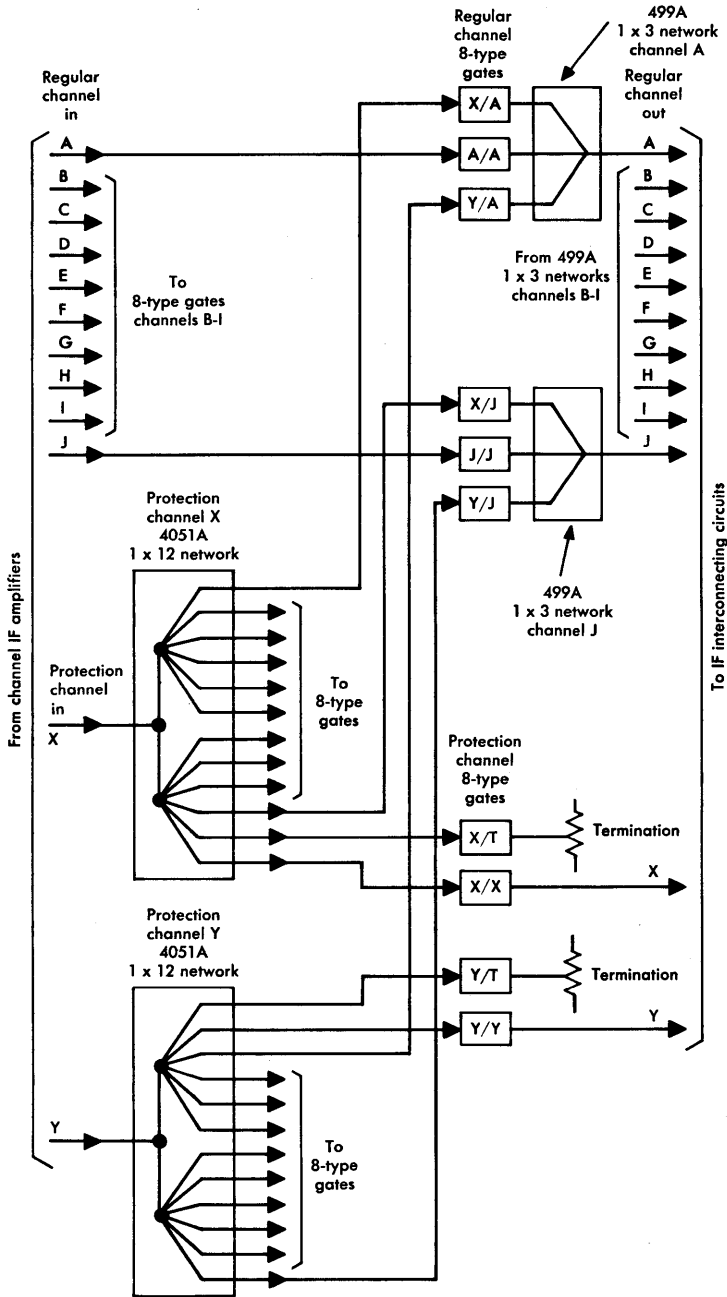 499A
1 x 3 network
channel A
Regular
channel
8-type
gates
Regular
channel
in
Regular
channel
out
X/A
A
A/A
A
B
C
D
E
F
G
H
I
J
To
8-type gates
channels B-I
Y/A
From 499A
1 x 3 networks
channels B-I
B
C
D
E
F
G
H
I
J
X/J
J/J
Y/J
499A
1 x 3 network
channel J
Protection
channel X
4051A
1 x 12 network
From channel IF amplifiers
To IF interconnecting circuits
Protection
channel
in
X
To
8-type
gates
Protection
channel
8-type
gates
X/T
Termination
X/X
X
Protection
channel Y
4051A
1 x 12 network
Y/T
Termination
Y/Y
Y
Y
To
8-type
gates